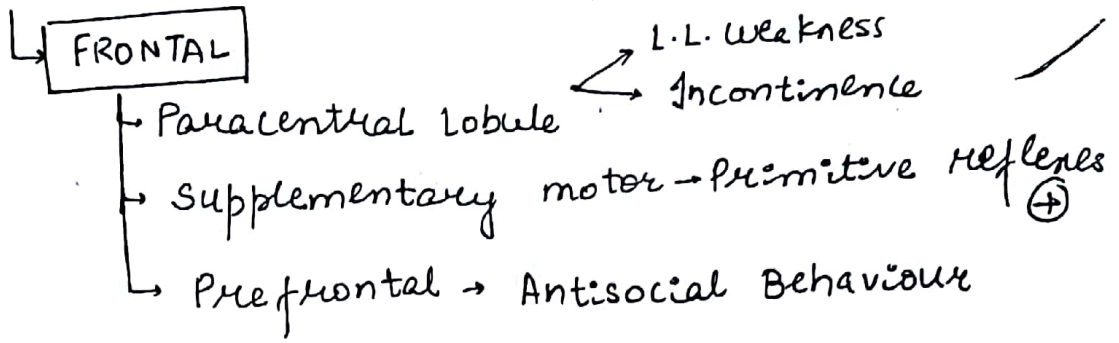 FRONTAL
L.L. Weakness
Incontinence
Paracentral Lobule
Supplementary motor → Primitive reflexes
⊕
Prefrontal → Antisocial Behaviour